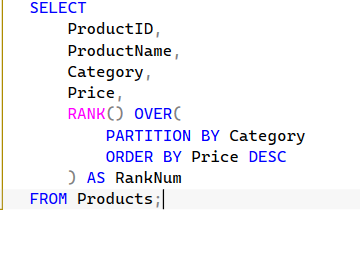 SELECT
ProductID,
ProductName,
Category,
Price,
RANK() OVER(
PARTITION BY Category
ORDER BY Price DESC
) AS RankNum
FROM Products;